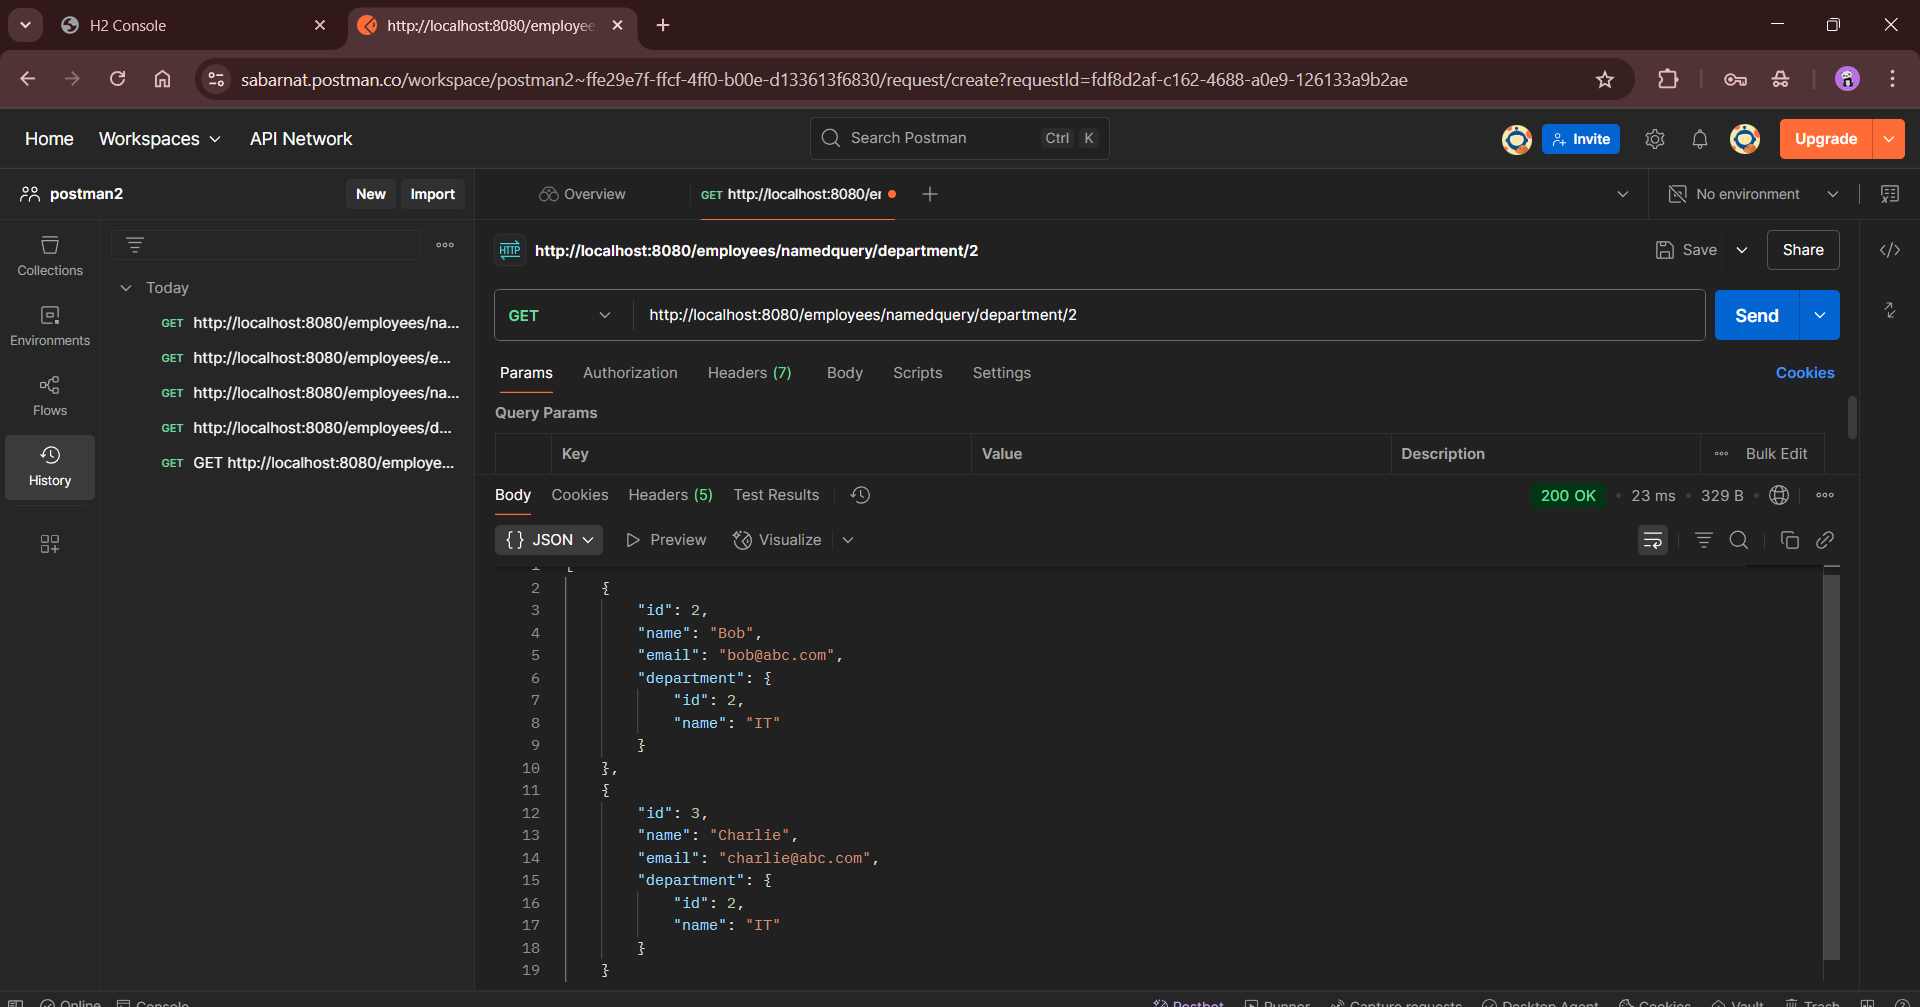 H2 Console
http://localhost:8080/employee
sabarnat.postman.co/workspace/postman2~ffe29e7f-ffcf-4ff0-b00e-d133613f6830/request/create?requestId=fdf8d2af-c162-4688-a0e9-126133a9b2ae
Home Workspaces API Network
Search Postman Ctrl K
Invite
Upgrade
postman2 New Import
Overview
GET http://localhost:8080/er
No environment
Collections
Environments
Flows
History
Today
GET http://localhost:8080/employees/na...
GET http://localhost:8080/employees/e...
GET http://localhost:8080/employees/na...
GET http://localhost:8080/employees/d...
GET GET http://localhost:8080/employe...
HTTP http://localhost:8080/employees/namedquery/department/2
Save Share
GET http://localhost:8080/employees/namedquery/department/2
Send
Params Authorization Headers (7) Body Scripts Settings Cookies
Query Params
Key Value Description Bulk Edit
Body Cookies Headers (5) Test Results
200 OK 23 ms 329 B
{} JSON Preview Visualize
1 [
2 {
3 "id": 2,
4 "name": "Bob",
5 "email": "bob@abc.com",
6 "department": {
7 "id": 2,
8 "name": "IT"
9 }
10 },
11 {
12 "id": 3,
13 "name": "Charlie",
14 "email": "charlie@abc.com",
15 "department": {
16 "id": 2,
17 "name": "IT"
18 }
19 }
Online Console Postbot Runner Capture requests Desktop Agent Cookies Vault Trash